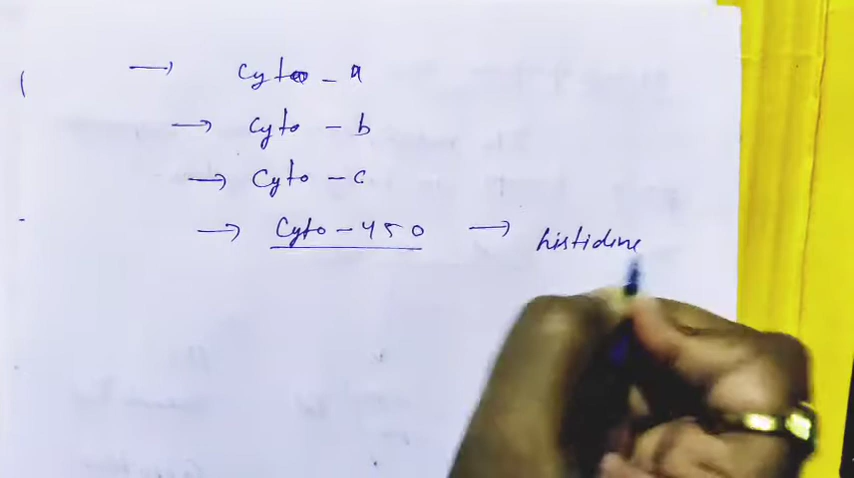 → Cyto - a
→ Cyto - b
→ Cyto - c
→ Cyto - 450 → histidine